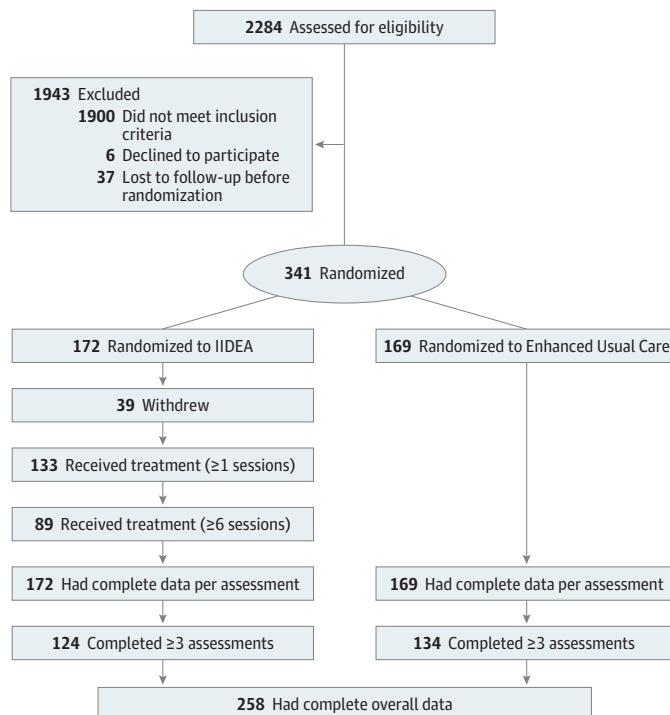 2284 Assessed for eligibility
1943 Excluded
1900 Did not meet inclusion
criteria
6 Declined to participate
37 Lost to follow-up before
randomization
341 Randomized
172 Randomized to IIDEA
169 Randomized to Enhanced Usual Care
39 Withdrew
133 Received treatment (≥1 sessions)
89 Received treatment (≥6 sessions)
172 Had complete data per assessment
169 Had complete data per assessment
124 Completed ≥3 assessments
134 Completed ≥3 assessments
258 Had complete overall data